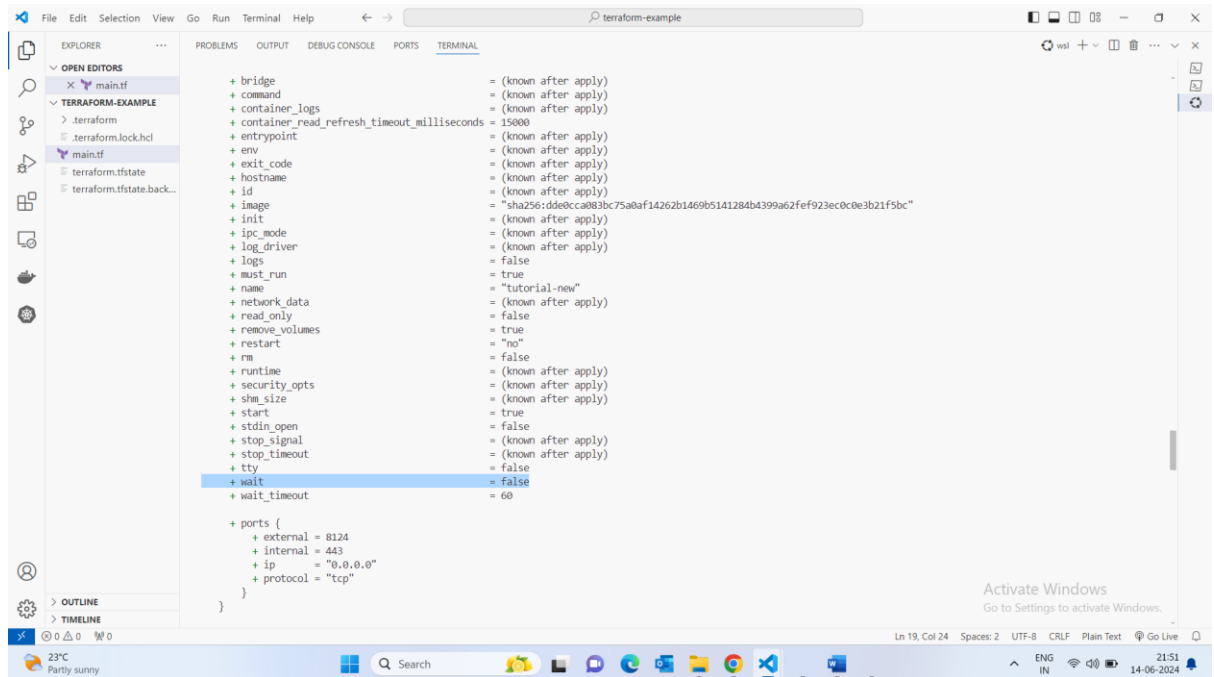 File Edit Selection View Go Run Terminal Help
terraform-example
EXPLORER
OPEN EDITORS
main.tf
TERRAFORM-EXAMPLE
.terraform
.terraform.lock.hcl
main.tf
terraform.tfstate
terraform.tfstate.back...
OUTLINE
TIMELINE
PROBLEMS OUTPUT DEBUG CONSOLE PORTS TERMINAL
wsl
+ bridge = (known after apply)
+ command = (known after apply)
+ container_logs = (known after apply)
+ container_read_refresh_timeout_milliseconds = 15000
+ entrypoint = (known after apply)
+ env = (known after apply)
+ exit_code = (known after apply)
+ hostname = (known after apply)
+ id = (known after apply)
+ image = "sha256:dde0cca083bc75a0af14262b1469b5141284b4399a62fef923ec0c0e3b21f5bc"
+ init = (known after apply)
+ ipc_mode = (known after apply)
+ log_driver = (known after apply)
+ logs = false
+ must_run = true
+ name = "tutorial-new"
+ network_data = (known after apply)
+ read_only = false
+ remove_volumes = true
+ restart = "no"
+ rm = false
+ runtime = (known after apply)
+ security_opts = (known after apply)
+ shm_size = (known after apply)
+ start = true
+ stdin_open = false
+ stop_signal = (known after apply)
+ stop_timeout = (known after apply)
+ tty = false
+ wait = false
+ wait_timeout = 60
+ ports {
+ external = 8124
+ internal = 443
+ ip = "0.0.0.0"
+ protocol = "tcp"
}
}
Activate Windows
Go to Settings to activate Windows.
0 0 0 Ln 19, Col 24 Spaces: 2 UTF-8 CRLF Plain Text Go Live
23°C
Partly sunny
Search
ENG
IN
21:51
14-06-2024